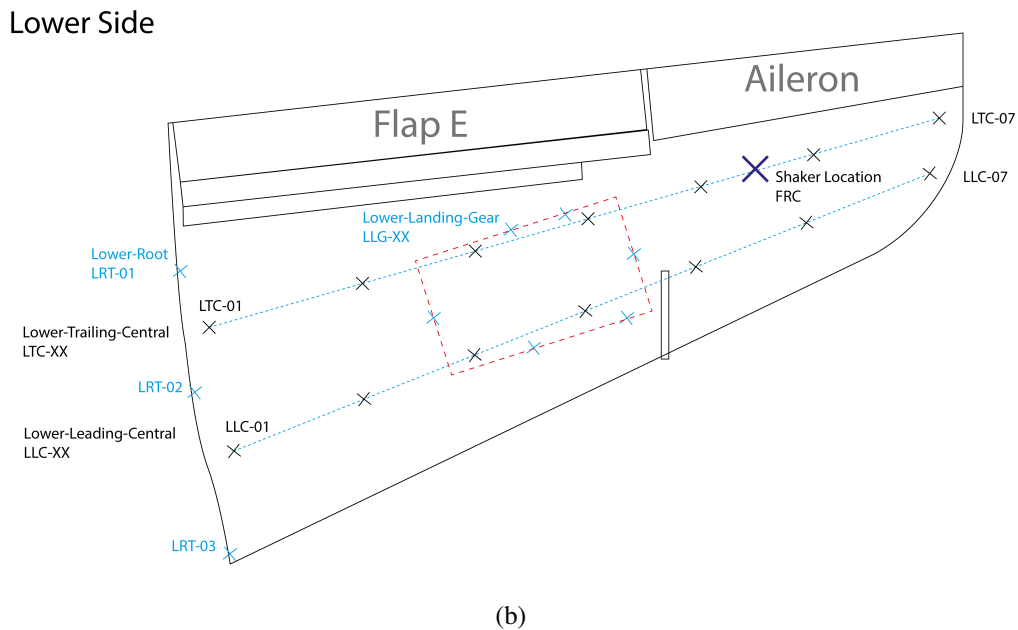 Lower Side
Aileron
Flap E
LTC-07
Shaker Location
FRC
LLC-07
Lower-Landing-Gear
LLG-XX
Lower-Root
LRT-01
LTC-01
Lower-Trailing-Central
LTC-XX
LRT-02
LLC-01
Lower-Leading-Central
LLC-XX
LRT-03
(b)